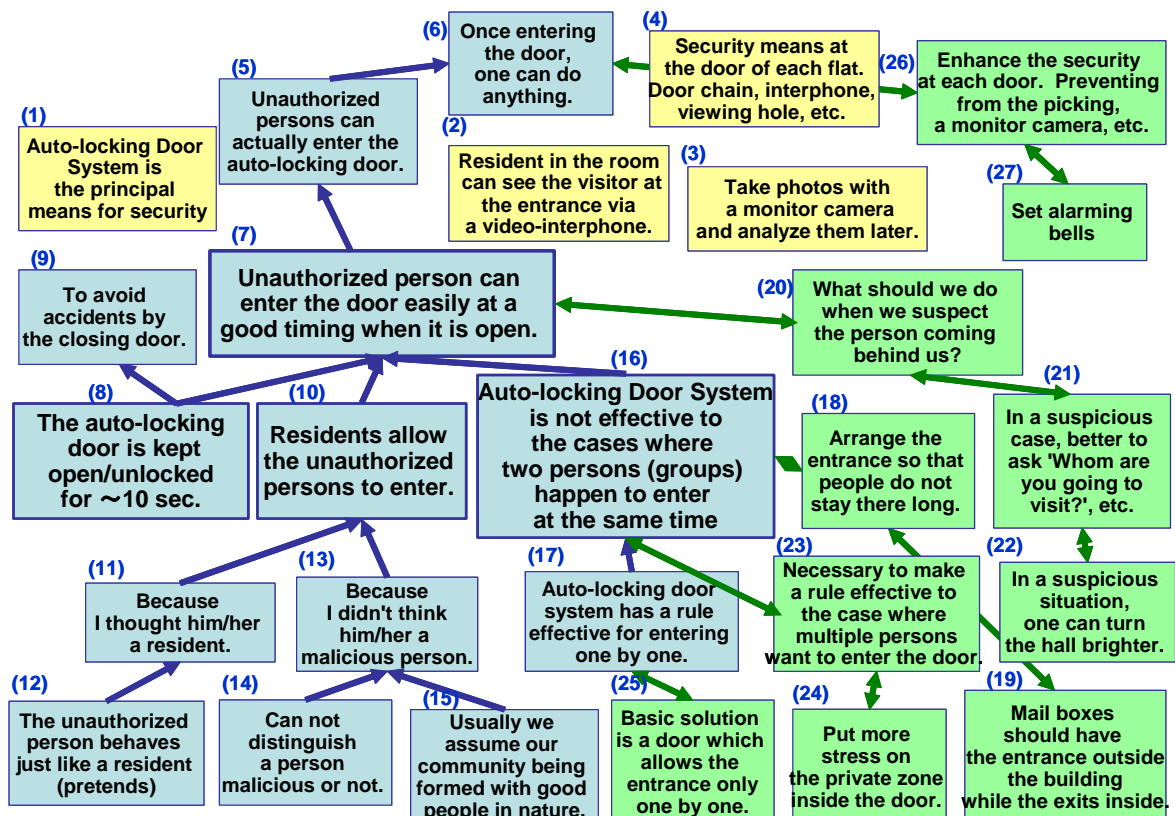 (1)
Auto-locking Door
System is
the principal
means for security
(5)
Unauthorized
persons can
actually enter the
auto-locking door.
(6)
Once entering
the door,
one can do
anything.
(4)
Security means at
the door of each flat.
Door chain, interphone,
viewing hole, etc.
(26)
Enhance the security
at each door. Preventing
from the picking,
a monitor camera, etc.
(2)
Resident in the room
can see the visitor at
the entrance via
a video-interphone.
(3)
Take photos with
a monitor camera
and analyze them later.
(27)
Set alarming
bells
(7)
Unauthorized person can
enter the door easily at a
good timing when it is open.
(9)
To avoid
accidents by
the closing door.
(20)
What should we do
when we suspect
the person coming
behind us?
(8)
The auto-locking
door is kept
open/unlocked
for ~10 sec.
(10)
Residents allow
the unauthorized
persons to enter.
(16)
Auto-locking Door System
is not effective to
the cases where
two persons (groups)
happen to enter
at the same time
(18)
Arrange the
entrance so that
people do not
stay there long.
(21)
In a suspicious
case, better to
ask 'Whom are
you going to
visit?', etc.
(11)
Because
I thought him/her
a resident.
(13)
Because
I didn't think
him/her a
malicious person.
(17)
Auto-locking door
system has a rule
effective for entering
one by one.
(23)
Necessary to make
a rule effective to
the case where
multiple persons
want to enter the door.
(22)
In a suspicious
situation,
one can turn
the hall brighter.
(12)
The unauthorized
person behaves
just like a resident
(pretends)
(14)
Can not
distinguish
a person
malicious or not.
(15)
Usually we
assume our
community being
formed with good
people in nature.
(25)
Basic solution
is a door which
allows the
entrance only
one by one.
(24)
Put more
stress on
the private zone
inside the door.
(19)
Mail boxes
should have
the entrance outside
the building
while the exits inside.